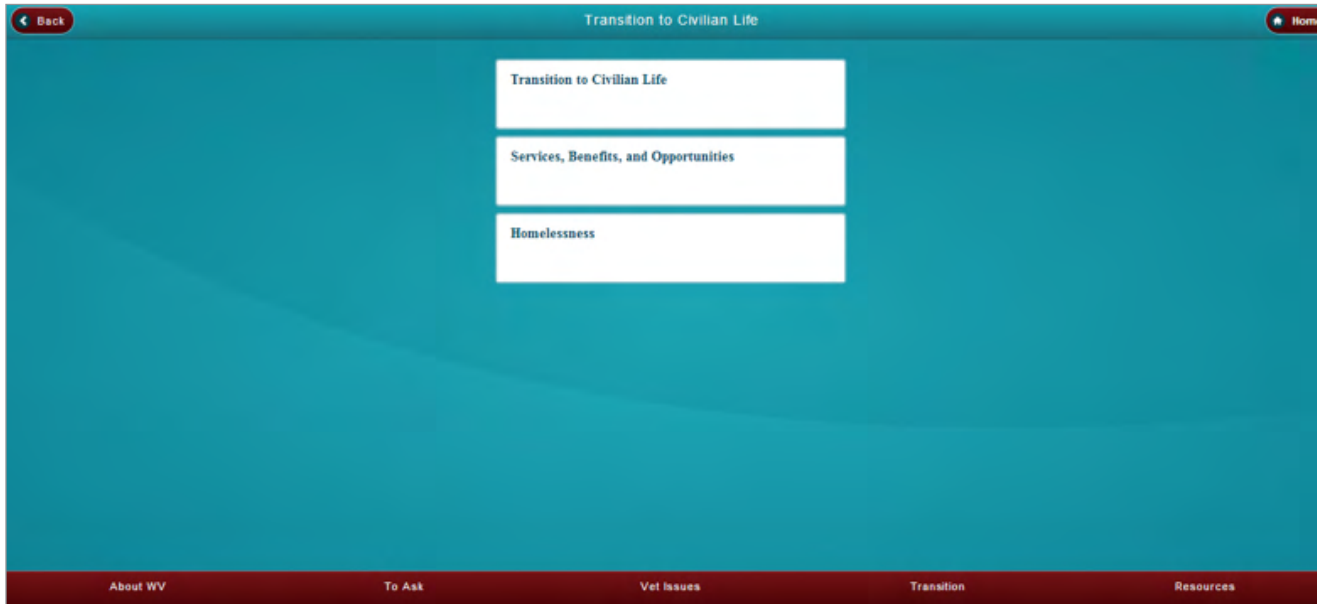 Back
Transition to Civilian Life
Home
Transition to Civilian Life
Services, Benefits, and Opportunities
Homelessness
About WV
To Ask
Vet Issues
Transition
Resources